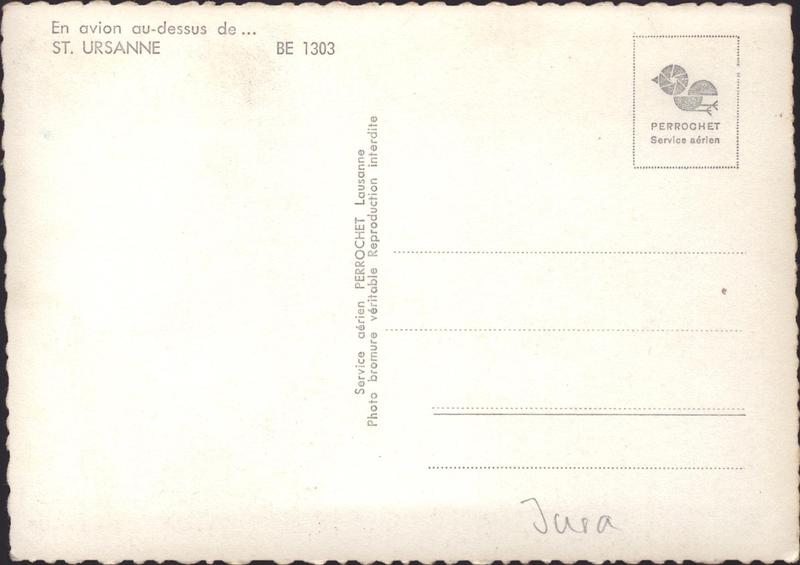 En avion au-dessus de ...
ST. URSANNE BE 1303
PERROCHET
Service aérien
Service aérien PERROCHET Lausanne
Photo bromure véritable Reproduction interdite
Jura